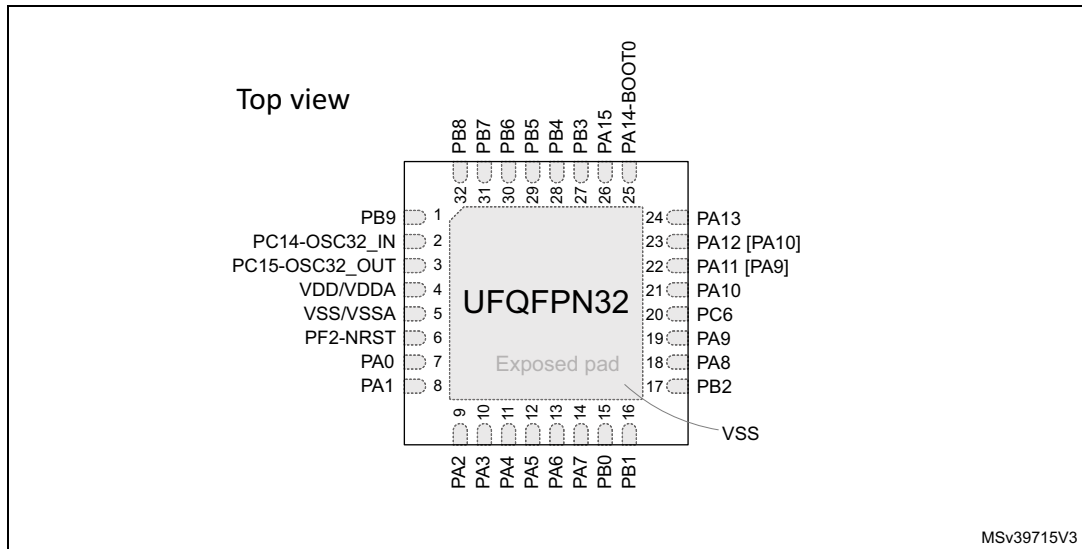 Top view
PB8
PB7
PB6
PB5
PB4
PB3
PA15
PA14-BOOT0
32
31
30
29
28
27
26
25
PB9 1
PC14-OSC32_IN 2
PC15-OSC32_OUT 3
VDD/VDDA 4
VSS/VSSA 5
PF2-NRST 6
PA0 7
PA1 8
UFQFPN32
Exposed pad
24 PA13
23 PA12 [PA10]
22 PA11 [PA9]
21 PA10
20 PC6
19 PA9
18 PA8
17 PB2
VSS
9
10
11
12
13
14
15
16
PA2
PA3
PA4
PA5
PA6
PA7
PB0
PB1
MSv39715V3